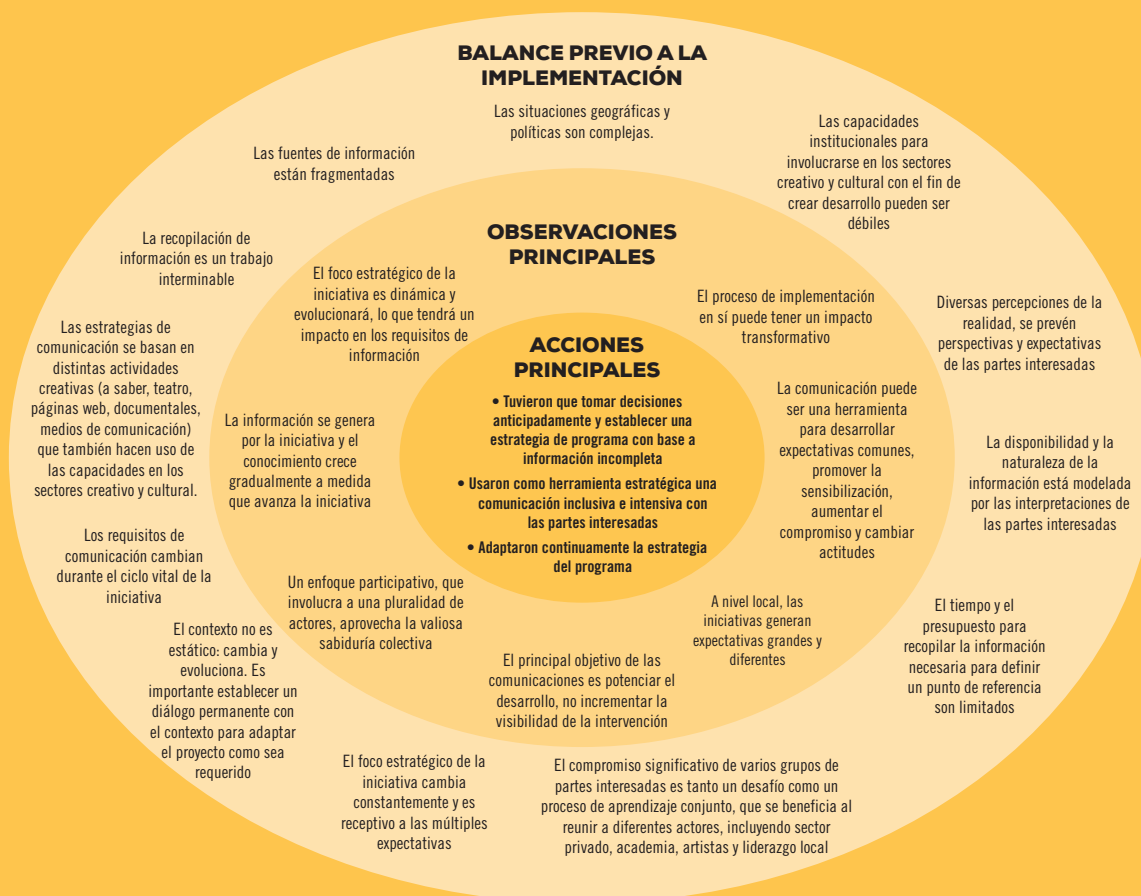 BALANCE PREVIO A LA
IMPLEMENTACIÓN
Las situaciones geográficas y
políticas son complejas.
Las capacidades
institucionales para
involucrarse en los sectores
creativo y cultural con el fin de
crear desarrollo pueden ser
débiles
Diversas percepciones de la
realidad, se prevén
perspectivas y expectativas
de las partes interesadas
La disponibilidad y la
naturaleza de la
información está modelada
por las interpretaciones de
las partes interesadas
El tiempo y el
presupuesto para
recopilar la información
necesaria para definir
un punto de referencia
son limitados
El compromiso significativo de varios grupos de
partes interesadas es tanto un desafío como un
proceso de aprendizaje conjunto, que se beneficia al
reunir a diferentes actores, incluyendo sector
privado, academia, artistas y liderazgo local
El foco estratégico de la
iniciativa cambia
constantemente y es
receptivo a las múltiples
expectativas
El contexto no es
estático: cambia y
evoluciona. Es
importante establecer un
diálogo permanente con
el contexto para adaptar
el proyecto como sea
requerido
Los requisitos de
comunicación cambian
durante el ciclo vital de la
iniciativa
Las estrategias de
comunicación se basan en
distintas actividades
creativas (a saber, teatro,
páginas web, documentales,
medios de comunicación)
que también hacen uso de
las capacidades en los
sectores creativo y cultural.
La recopilación de
información es un trabajo
interminable
Las fuentes de información
están fragmentadas
OBSERVACIONES
PRINCIPALES
El proceso de implementación
en sí puede tener un impacto
transformativo
La comunicación puede
ser una herramienta
para desarrollar
expectativas comunes,
promover la
sensibilización,
aumentar el
compromiso y cambiar
actitudes
A nivel local, las
iniciativas generan
expectativas grandes y
diferentes
El principal objetivo de las
comunicaciones es potenciar el
desarrollo, no incrementar la
visibilidad de la intervención
Un enfoque participativo, que
involucra a una pluralidad de
actores, aprovecha la valiosa
sabiduría colectiva
La información se genera
por la iniciativa y el
conocimiento crece
gradualmente a medida
que avanza la iniciativa
El foco estratégico de la
iniciativa es dinámica y
evolucionará, lo que tendrá un
impacto en los requisitos de
información
ACCIONES
PRINCIPALES
• Tuvieron que tomar decisiones
anticipadamente y establecer una
estrategia de programa con base a
información incompleta
• Usaron como herramienta estratégica una
comunicación inclusiva e intensiva con
las partes interesadas
• Adaptaron continuamente la estrategia
del programa